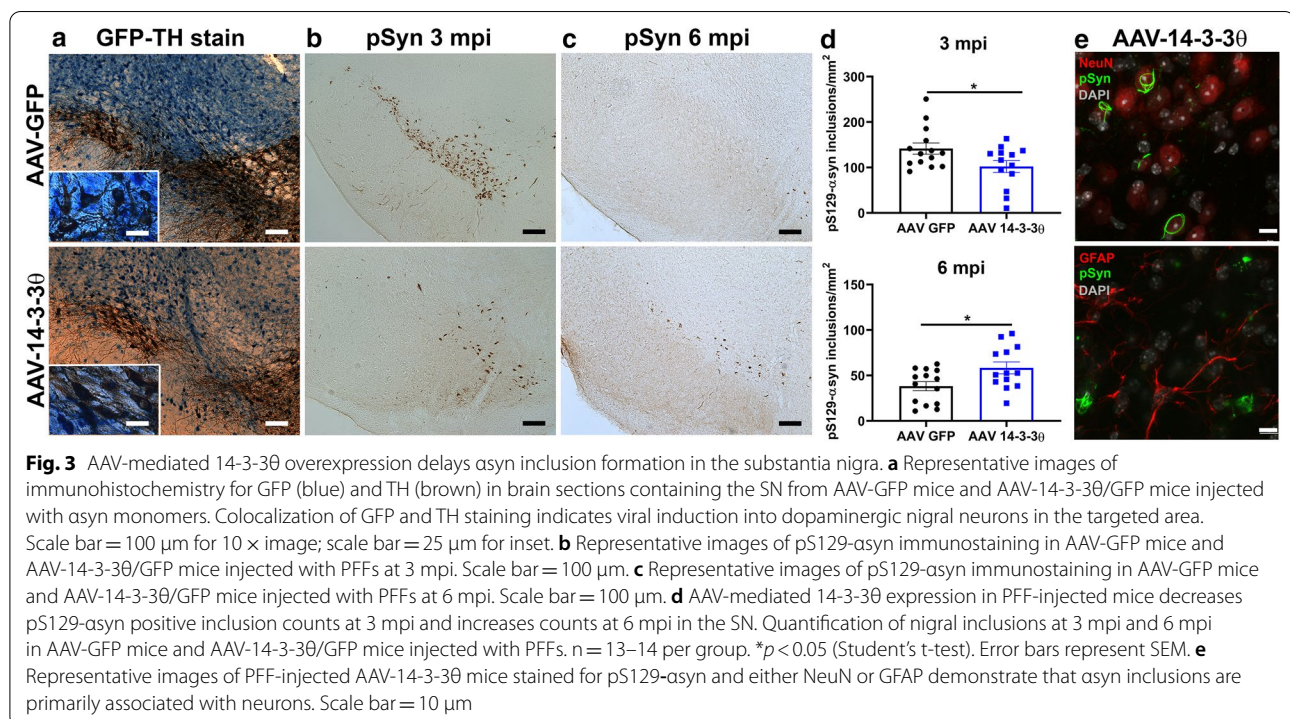 a GFP-TH stain
b pSyn 3 mpi
c pSyn 6 mpi
d
3 mpi
e AAV-14-3-3θ
AAV-GFP
AAV-14-3-3θ
pS129-αsyn inclusions/mm²
300
200
100
0
*
AAV GFP AAV 14-3-3θ
6 mpi
pS129-αsyn inclusions/mm²
150
100
50
0
*
AAV GFP AAV 14-3-3θ
NeuN
pSyn
DAPI
GFAP
pSyn
DAPI
Fig. 3 AAV-mediated 14-3-3θ overexpression delays αsyn inclusion formation in the substantia nigra. a Representative images of
immunohistochemistry for GFP (blue) and TH (brown) in brain sections containing the SN from AAV-GFP mice and AAV-14-3-3θ/GFP mice injected
with αsyn monomers. Colocalization of GFP and TH staining indicates viral induction into dopaminergic nigral neurons in the targeted area.
Scale bar = 100 μm for 10 × image; scale bar = 25 μm for inset. b Representative images of pS129-αsyn immunostaining in AAV-GFP mice and
AAV-14-3-3θ/GFP mice injected with PFFs at 3 mpi. Scale bar = 100 μm. c Representative images of pS129-αsyn immunostaining in AAV-GFP mice
and AAV-14-3-3θ/GFP mice injected with PFFs at 6 mpi. Scale bar = 100 μm. d AAV-mediated 14-3-3θ expression in PFF-injected mice decreases
pS129-αsyn positive inclusion counts at 3 mpi and increases counts at 6 mpi in the SN. Quantification of nigral inclusions at 3 mpi and 6 mpi
in AAV-GFP mice and AAV-14-3-3θ/GFP mice injected with PFFs. n = 13–14 per group. *p < 0.05 (Student's t-test). Error bars represent SEM. e
Representative images of PFF-injected AAV-14-3-3θ mice stained for pS129-αsyn and either NeuN or GFAP demonstrate that αsyn inclusions are
primarily associated with neurons. Scale bar = 10 μm